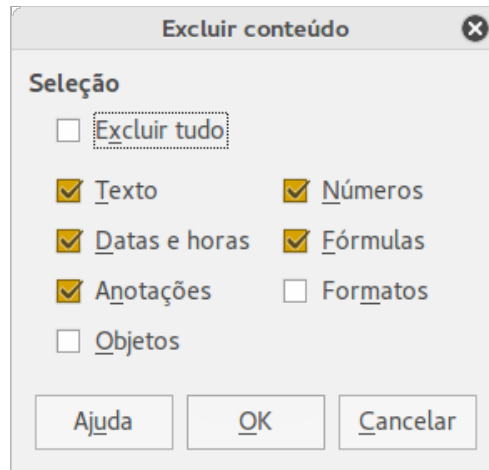 Excluir conteúdo
Seleção
Excluir tudo
Texto
Números
Datas e horas
Fórmulas
Anotações
Formatos
Objetos
Ajuda
OK
Cancelar